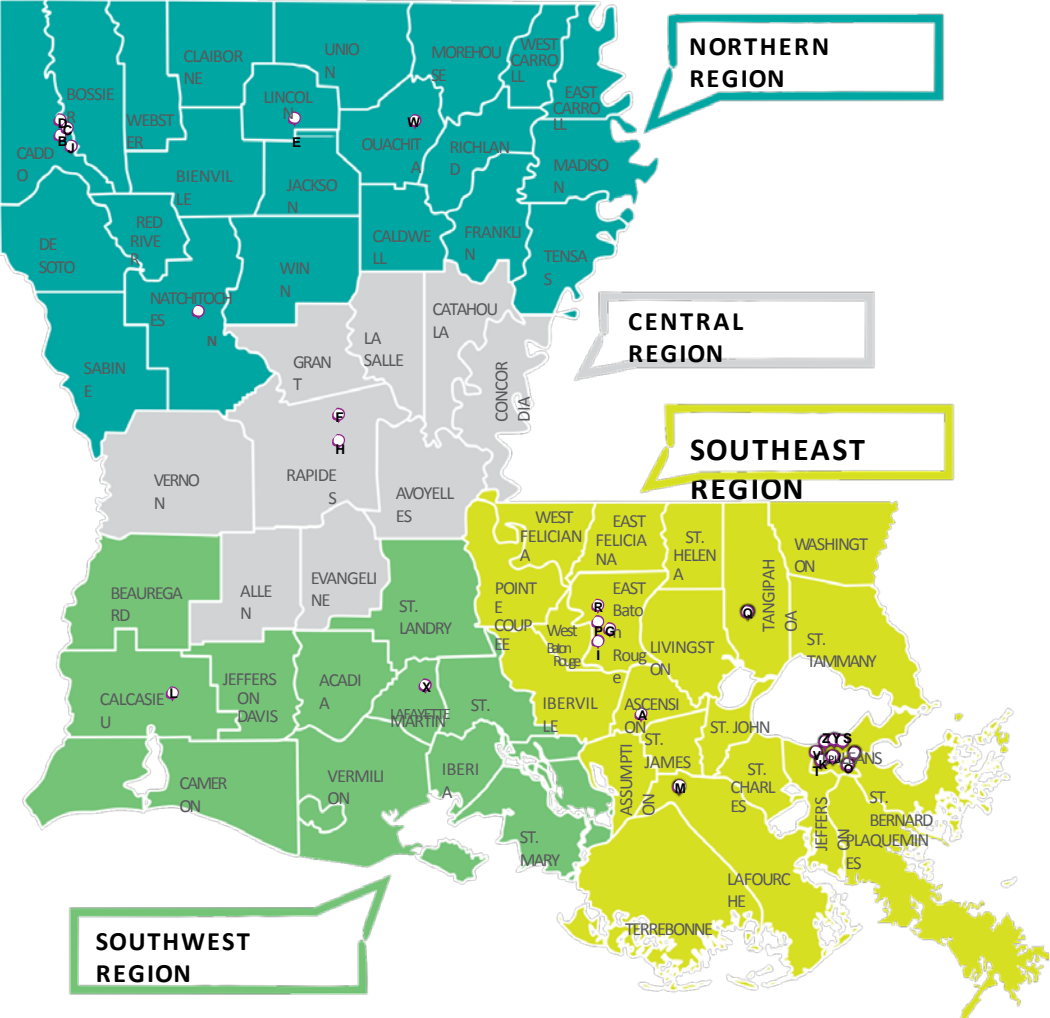 NORTHERN
REGION
CLAIBOR
NE
UNIO
N
MOREHOU
SE
WEST
CARRO
LL
EAST
CARRO
LL
BOSSIE
R
WEBST
ER
LINCOL
N
E
OUACHIT
A
W
RICHLAN
D
MADISO
N
D
C
B
J
CADD
O
BIENVIL
LE
JACKSO
N
RED
RIVE
R
DE
SOTO
WIN
N
CALDWE
LL
FRANKLI
N
TENSA
S
NATCHITOCH
ES
N
SABIN
E
CENTRAL
REGION
CATAHOU
LA
LA
SALLE
GRAN
T
CONCOR
DIA
F
H
RAPIDE
S
VERNO
N
AVOYELL
ES
SOUTHEAST
REGION
WEST
FELICIAN
A
EAST
FELICIA
NA
ST.
HELEN
A
TANGIPAH
OA
WASHINGT
ON
BEAUREGA
RD
ALLE
N
EVANGELI
NE
ST.
LANDRY
POINT
E
COUP
EE
EAST
Bato
n
Roug
e
R
P
G
I
West
Baton
Rouge
Q
LIVINGST
ON
ST.
TAMMANY
CALCASIE
U
L
JEFFERS
ON
DAVIS
ACADI
A
X
LAFAYETTE
ST.
MARTIN
IBERVIL
LE
ASCENSI
ON
A
ST.
JAMES
ST. JOHN
ASSUMPTI
ON
M
ST.
CHARL
ES
Z
Y
S
V
K
T
O
EANS
JEFFERS
ON
ST.
BERNARD
PLAQUEMIN
ES
CAMER
ON
VERMILI
ON
IBERI
A
ST.
MARY
LAFOURC
HE
TERREBONNE
SOUTHWEST
REGION